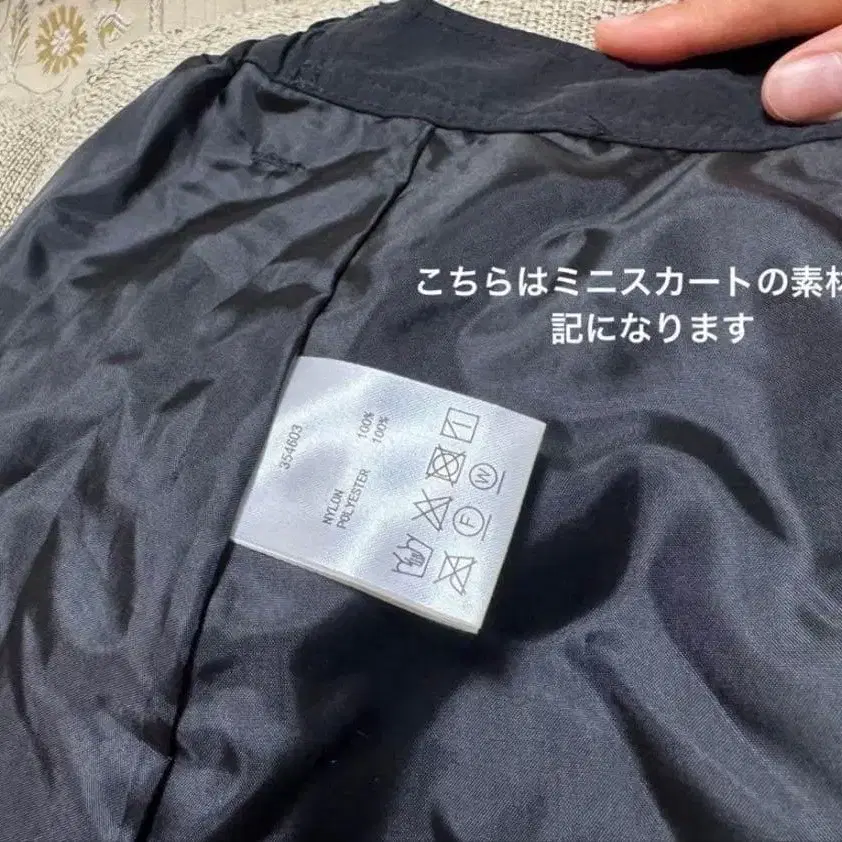 こちらはミニスカートの素材
記になります
354603
NYLON 100%
POLYESTER 100%
W
F